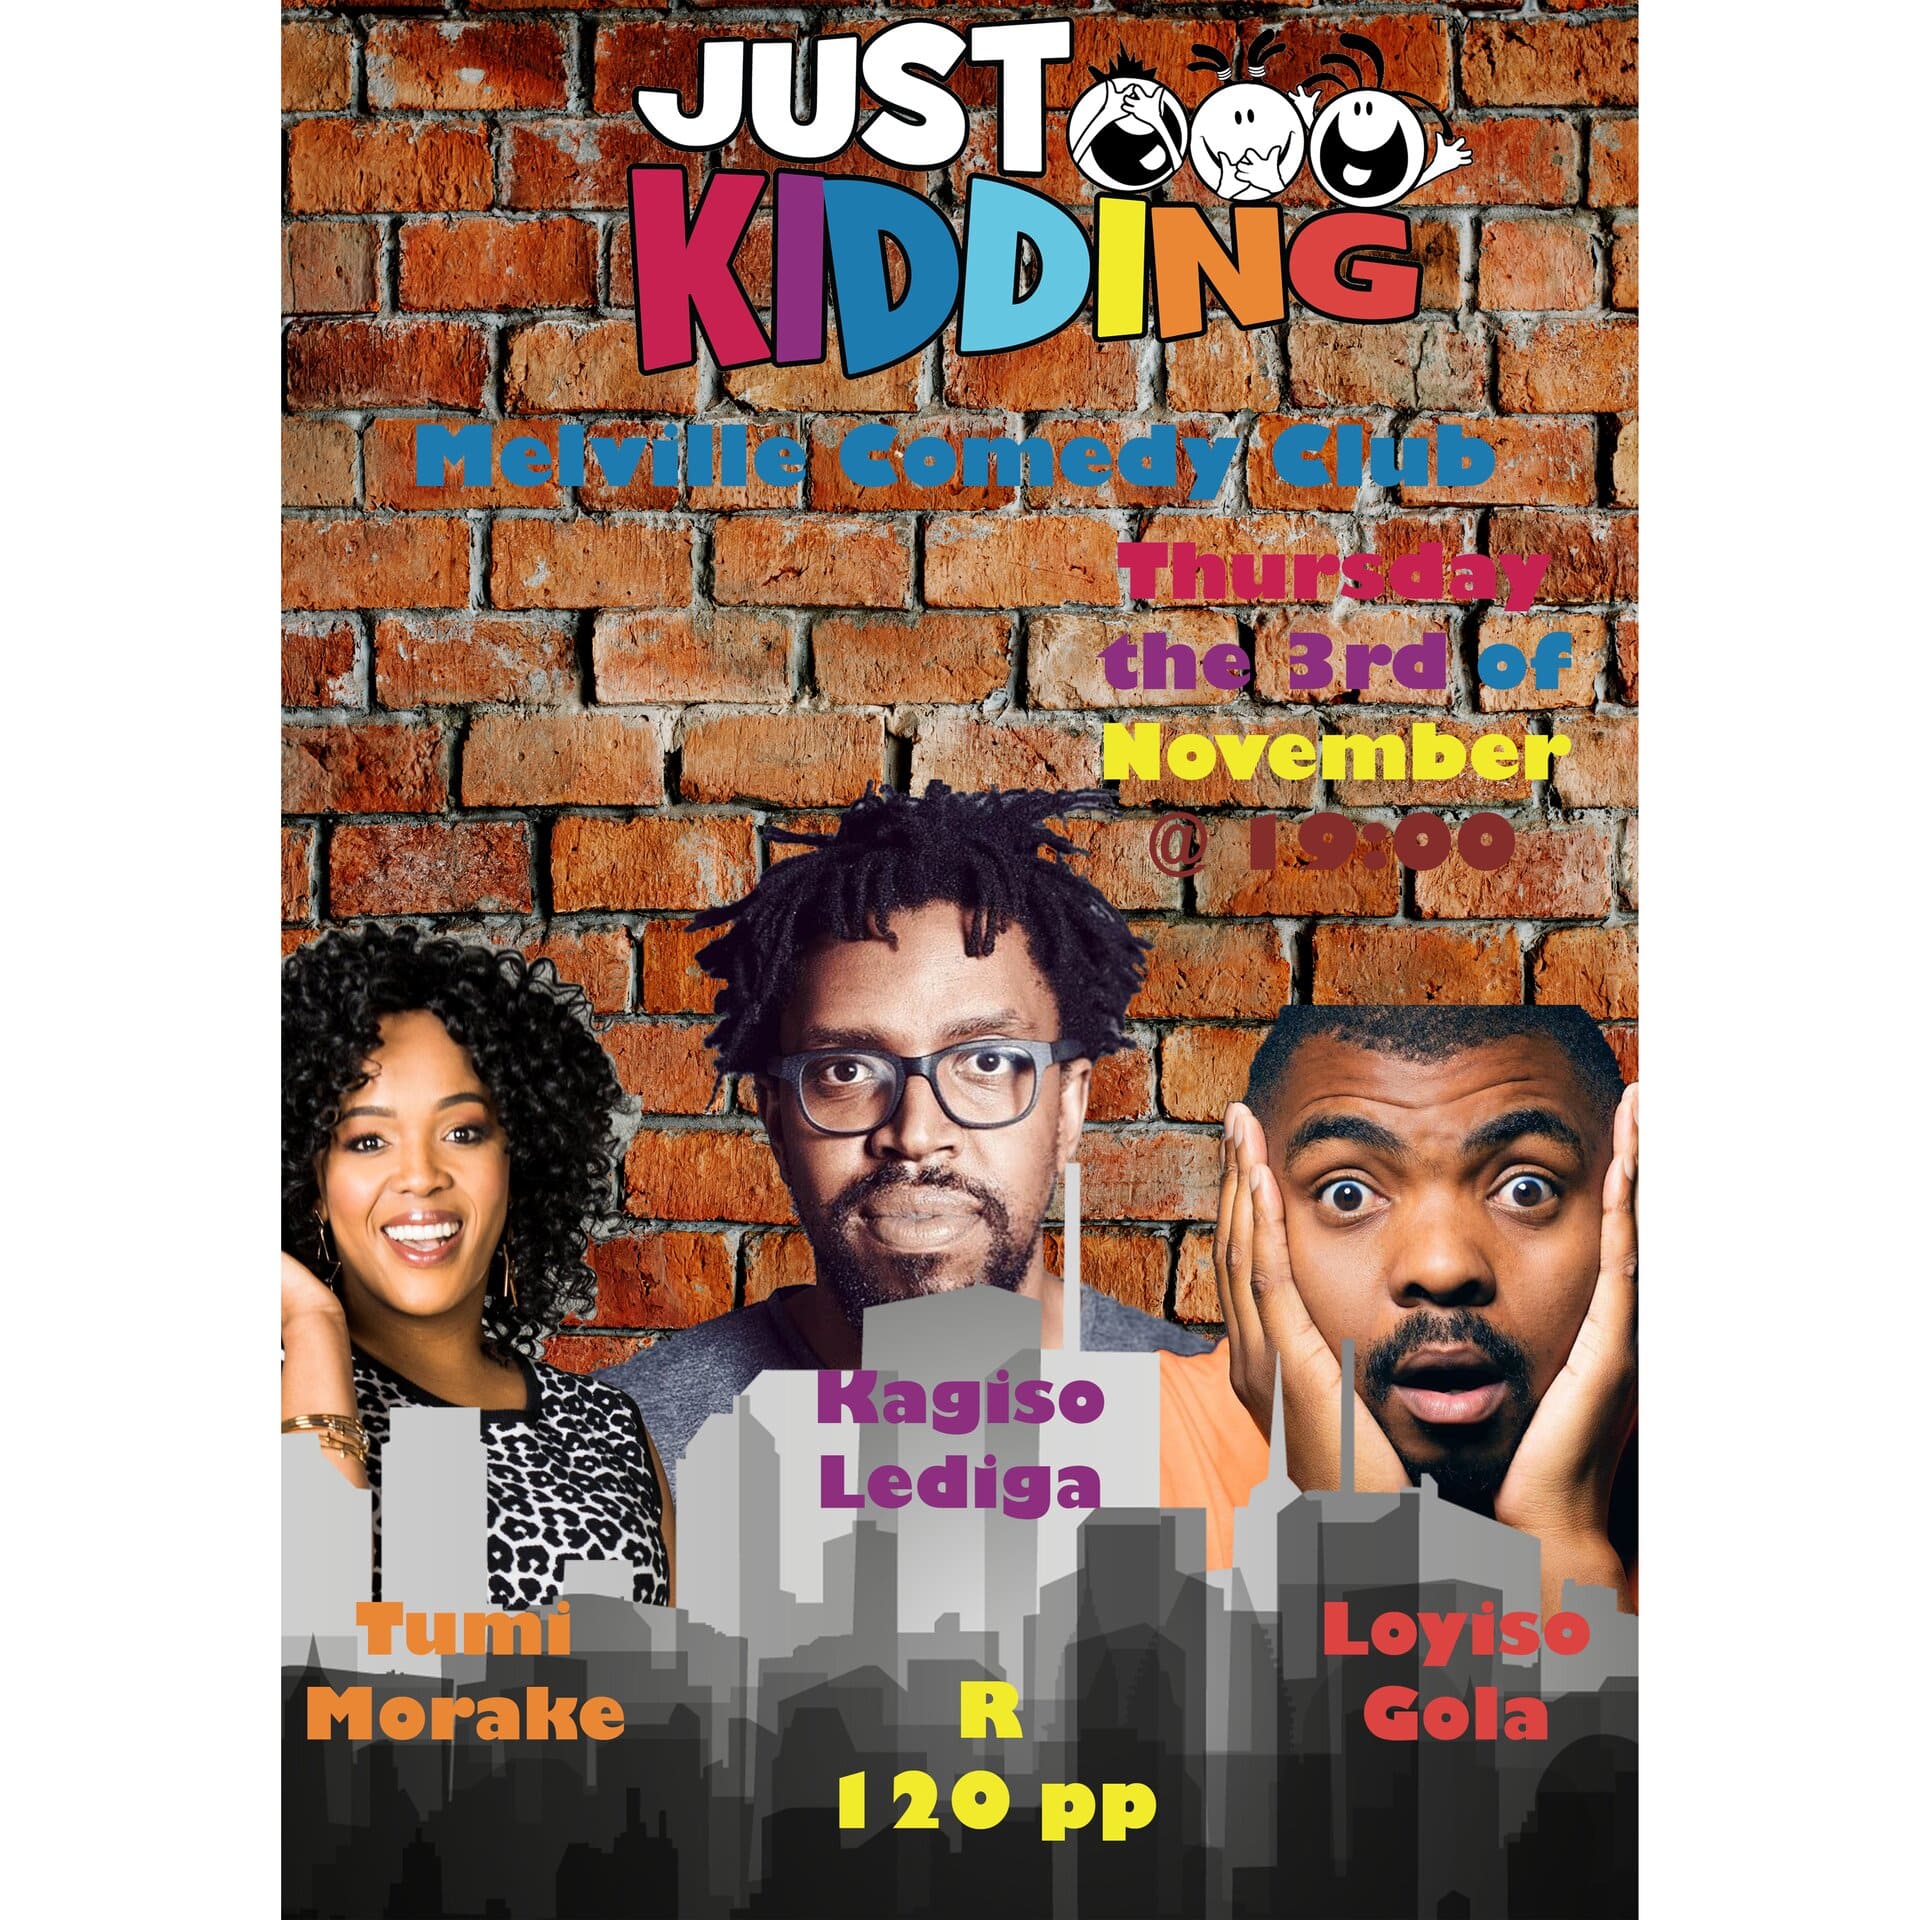 JUST
TM
KIDDING
Melville Comedy Club
Thursday
the 3rd of
November
@ 19:00
Kagiso
Lediga
Tumi
Morake
Loyiso
Gola
R
120 pp